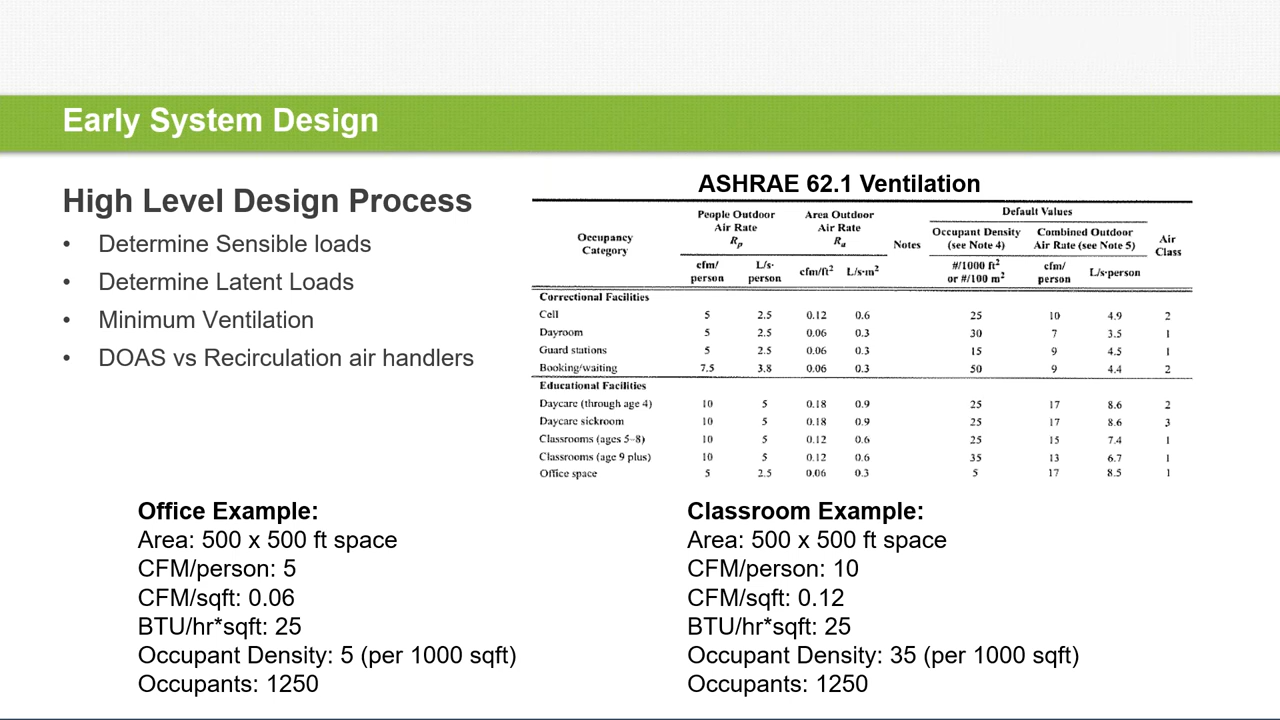 Early System Design
High Level Design Process
• Determine Sensible loads
• Determine Latent Loads
• Minimum Ventilation
• DOAS vs Recirculation air handlers
ASHRAE 62.1 Ventilation
Occupancy Category
People Outdoor Air Rate Rp
Area Outdoor Air Rate Ra
Notes
Default Values
Occupant Density (see Note 4)
Combined Outdoor Air Rate (see Note 5)
Air Class
cfm/person L/s·person cfm/ft² L/s·m² #/1000 ft² or #/100 m² cfm/person L/s·person
Correctional Facilities
Cell 5 2.5 0.12 0.6 25 10 4.9 2
Dayroom 5 2.5 0.06 0.3 30 7 3.5 1
Guard stations 5 2.5 0.06 0.3 15 9 4.5 1
Booking/waiting 7.5 3.8 0.06 0.3 50 9 4.4 2
Educational Facilities
Daycare (through age 4) 10 5 0.18 0.9 25 17 8.6 2
Daycare sickroom 10 5 0.18 0.9 25 17 8.6 3
Classrooms (ages 5–8) 10 5 0.12 0.6 25 15 7.4 1
Classrooms (age 9 plus) 10 5 0.12 0.6 35 13 6.7 1
Office space 5 2.5 0.06 0.3 5 17 8.5 1
Office Example:
Area: 500 x 500 ft space
CFM/person: 5
CFM/sqft: 0.06
BTU/hr*sqft: 25
Occupant Density: 5 (per 1000 sqft)
Occupants: 1250
Classroom Example:
Area: 500 x 500 ft space
CFM/person: 10
CFM/sqft: 0.12
BTU/hr*sqft: 25
Occupant Density: 35 (per 1000 sqft)
Occupants: 1250